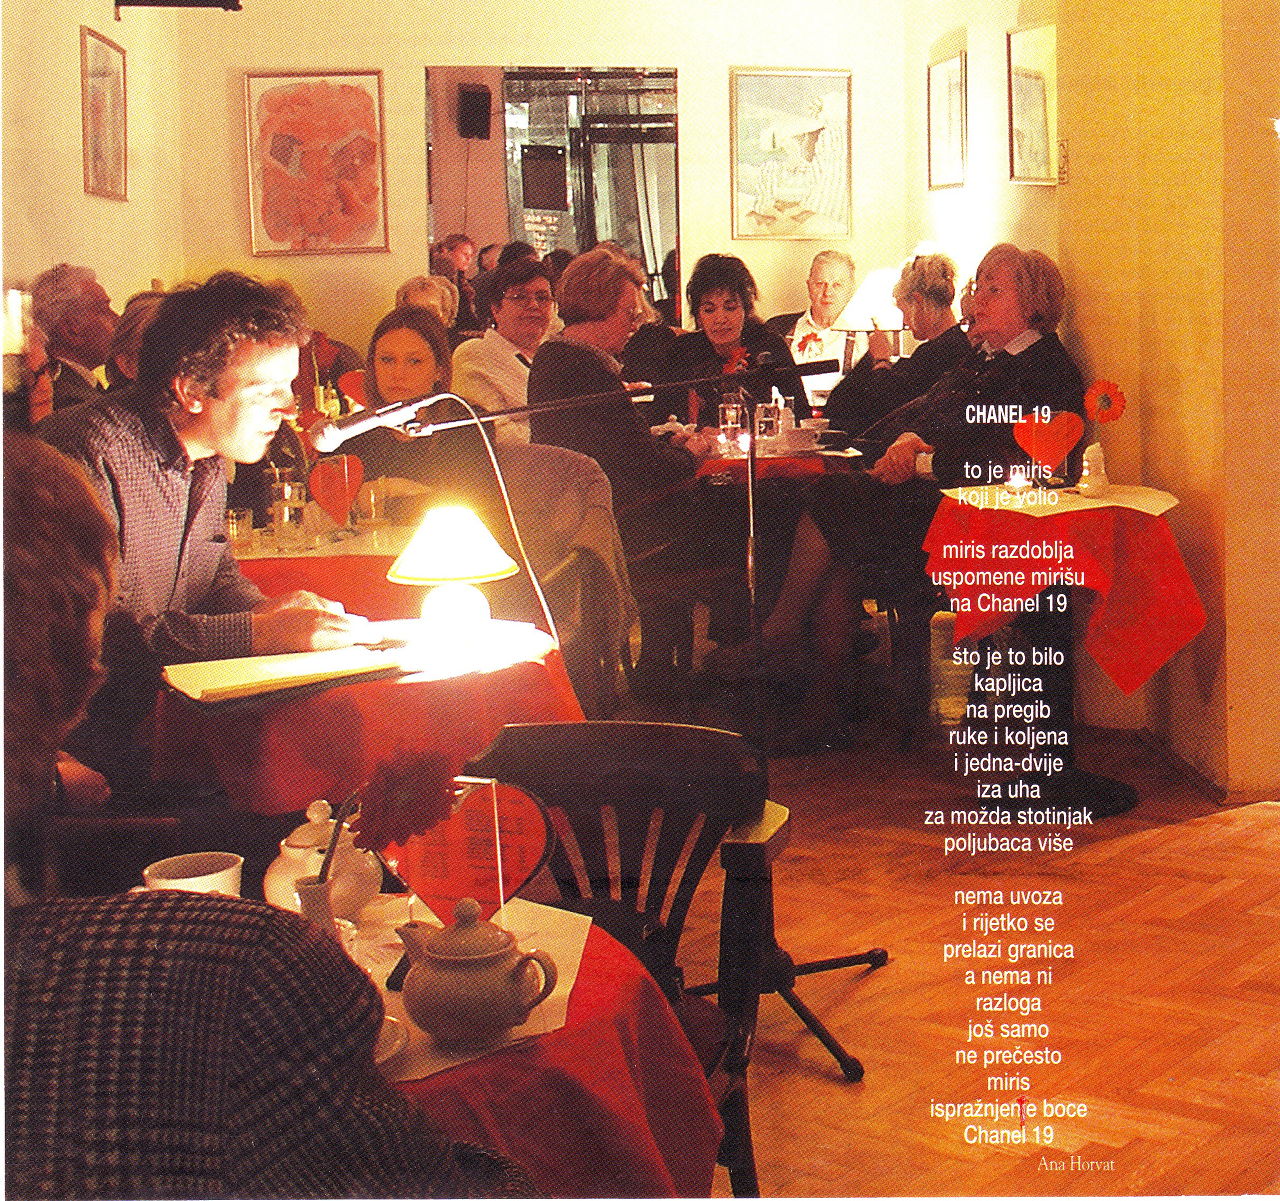 CHANEL 19
to je miris
koji je volio
miris razdoblja
uspomene mirišu
na Chanel 19
što je to bilo
kapljica
na pregib
ruke i koljena
i jedna-dvije
iza uha
za možda stotinjak
poljubaca više
nema uvoza
i rijetko se
prelazi granica
a nema ni
razloga
još samo
ne prečesto
miris
ispražnjene boce
Chanel 19
Ana Horvat